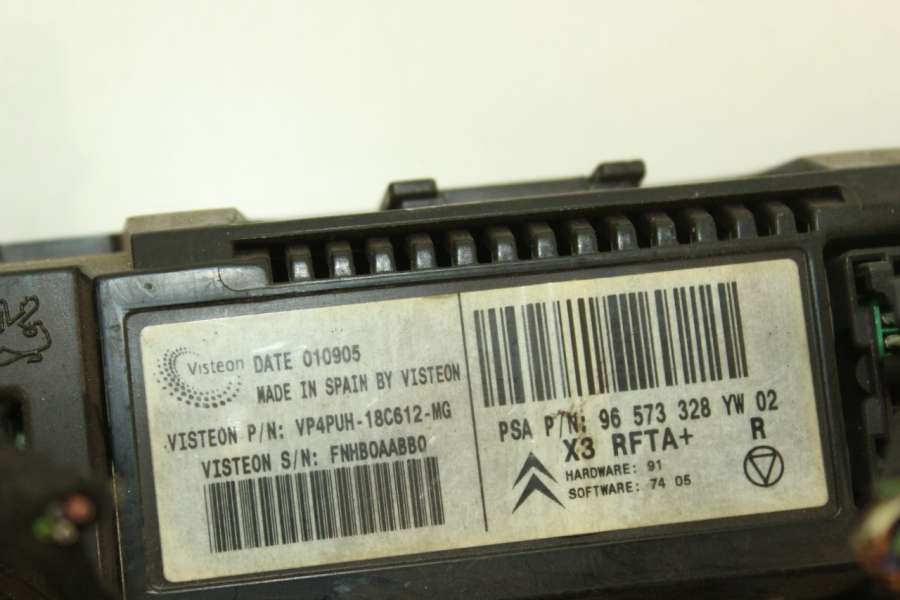 Visteon
DATE 010905
MADE IN SPAIN BY VISTEON
VISTEON P/N: VP4PUH-18C612-MG
VISTEON S/N: FNHB0AABB0
PSA P/N: 96 573 328 YW 02
X3 RFTA+
R
HARDWARE: 91
SOFTWARE: 74 05